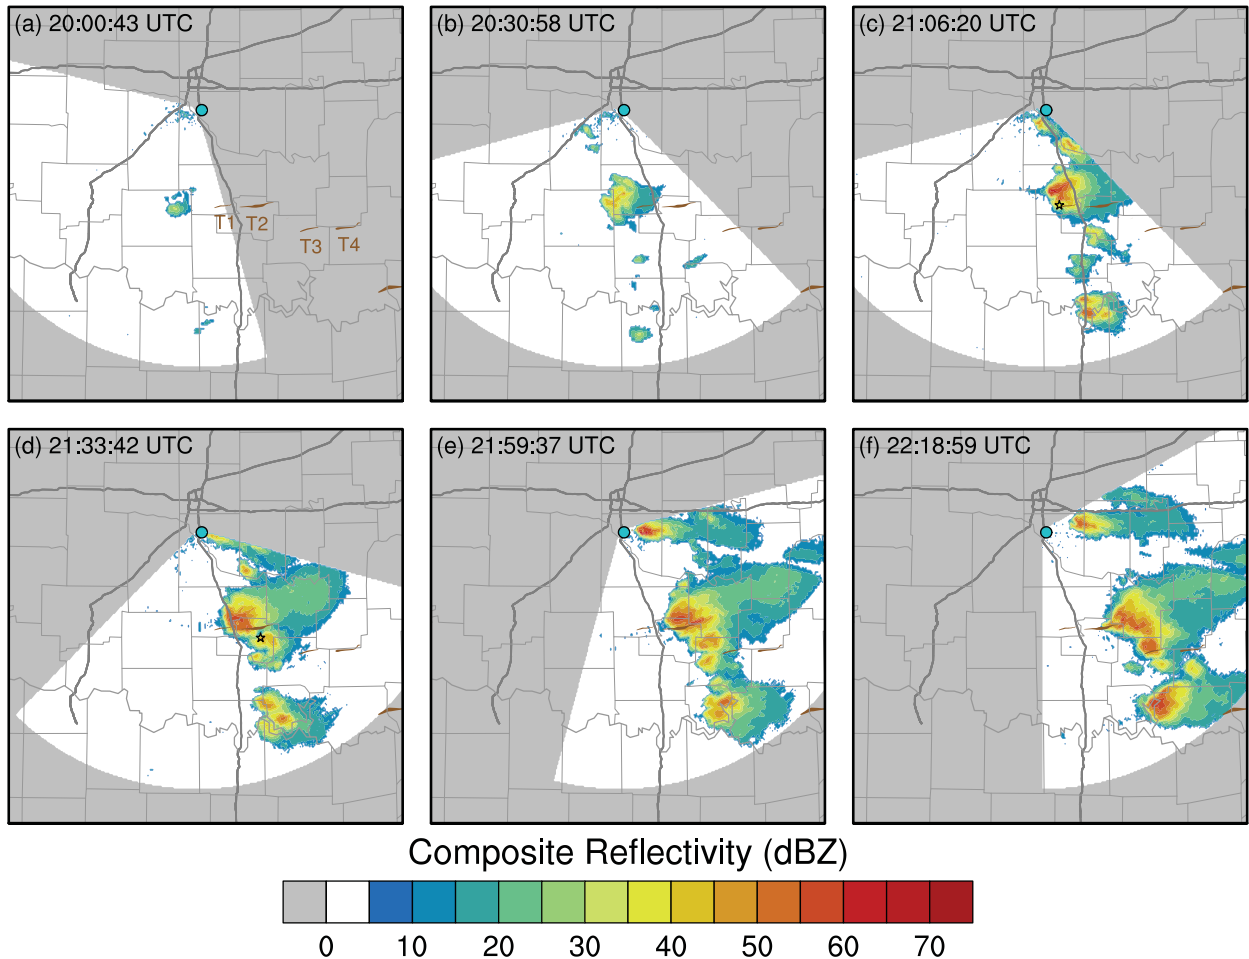 (a) 20:00:43 UTC
(b) 20:30:58 UTC
(c) 21:06:20 UTC
T1 T2
T3 T4
(d) 21:33:42 UTC
(e) 21:59:37 UTC
(f) 22:18:59 UTC
Composite Reflectivity (dBZ)
0 10 20 30 40 50 60 70